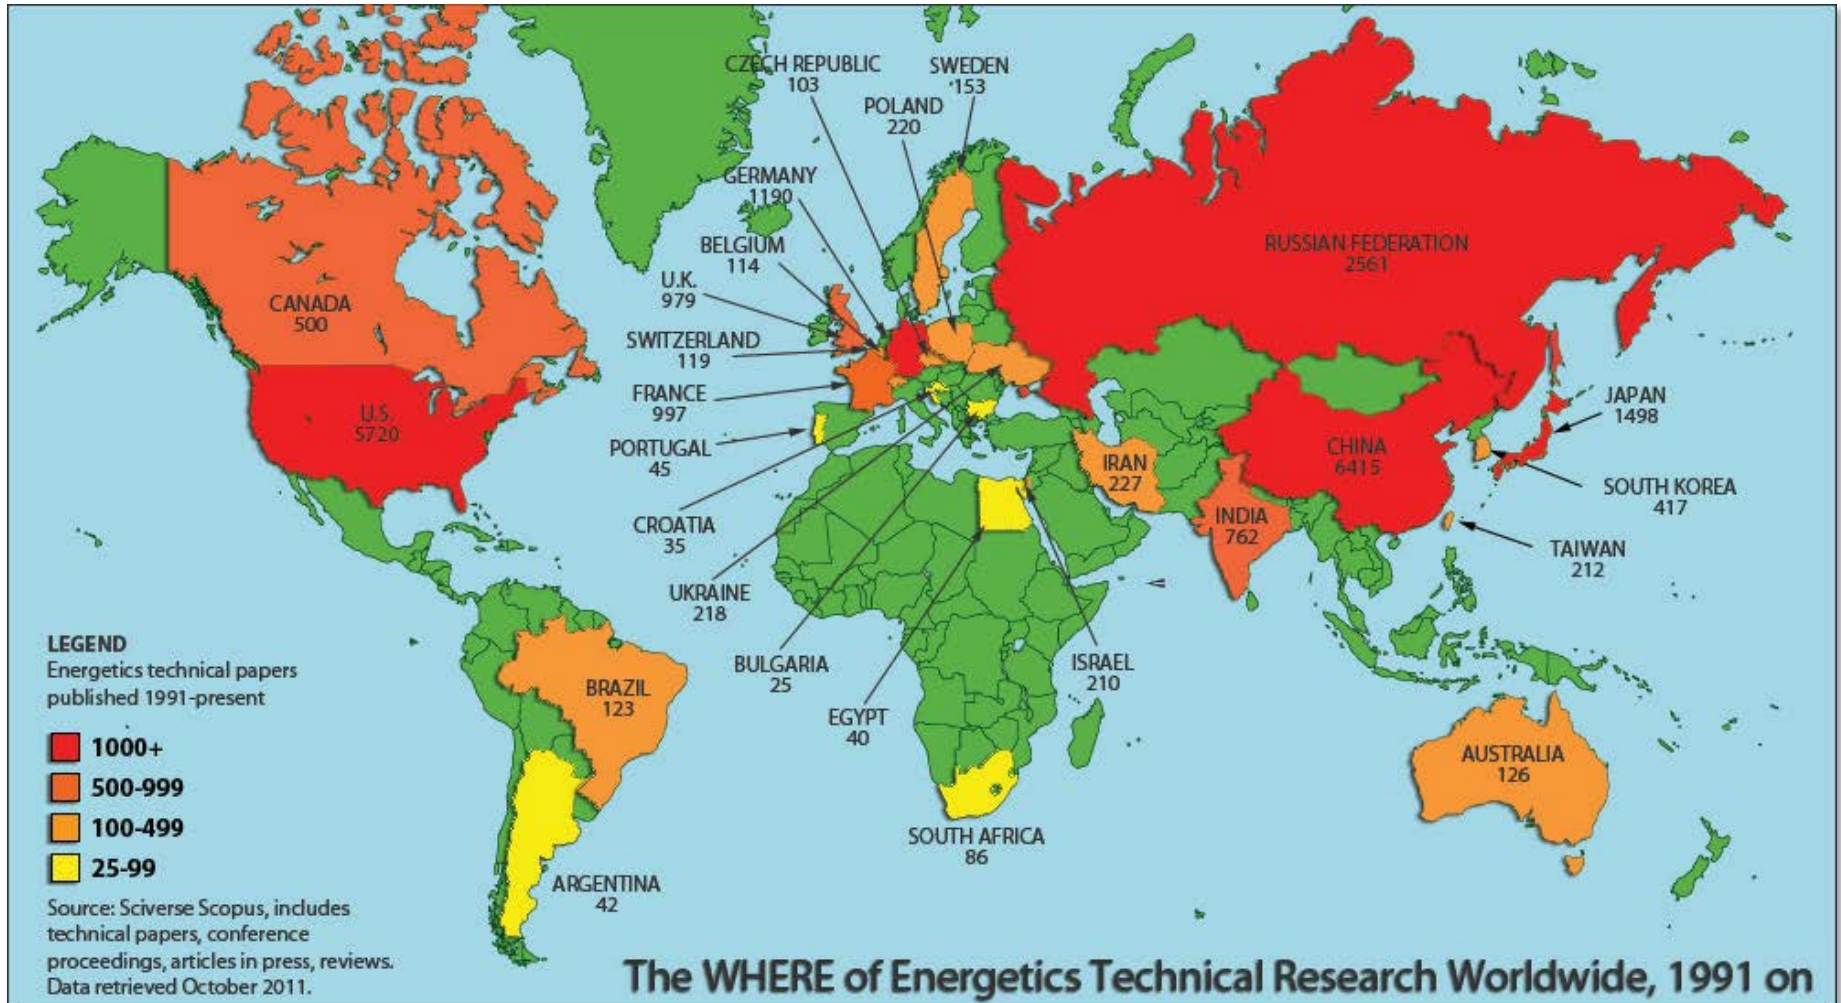 CZECH REPUBLIC
103
SWEDEN
153
POLAND
220
GERMANY
1190
BELGIUM
114
U.K.
979
SWITZERLAND
119
FRANCE
997
PORTUGAL
45
CROATIA
35
UKRAINE
218
BULGARIA
25
EGYPT
40
ISRAEL
210
CANADA
500
U.S.
5720
RUSSIAN FEDERATION
2561
JAPAN
1498
CHINA
6415
SOUTH KOREA
417
IRAN
227
INDIA
762
TAIWAN
212
BRAZIL
123
AUSTRALIA
126
SOUTH AFRICA
86
ARGENTINA
42
LEGEND
Energetics technical papers
published 1991-present
1000+
500-999
100-499
25-99
Source: Sciverse Scopus, includes
technical papers, conference
proceedings, articles in press, reviews.
Data retrieved October 2011.
The WHERE of Energetics Technical Research Worldwide, 1991 on